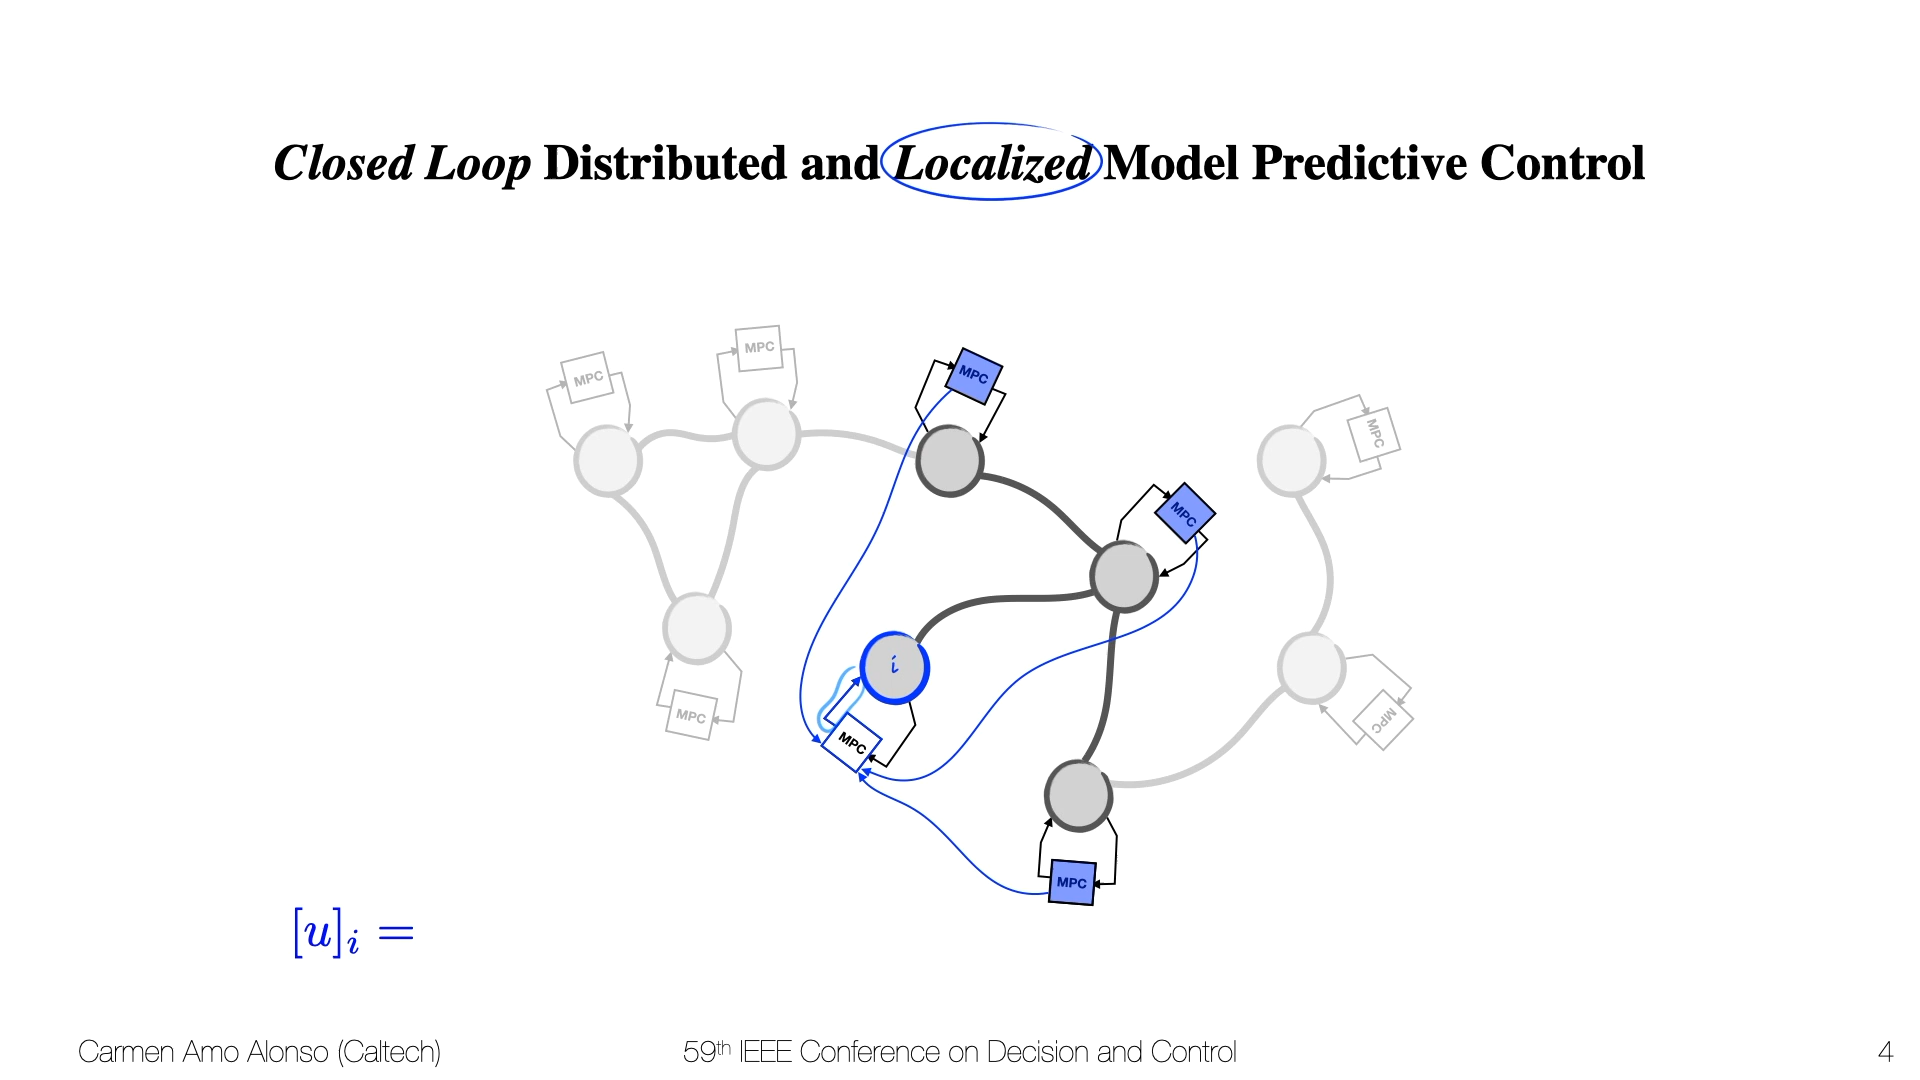 Closed Loop Distributed and Localized Model Predictive Control
MPC
MPC
MPC
MPC
MPC
i
MPC
MPC
MPC
MPC
[u]_i =
Carmen Amo Alonso (Caltech)
59th IEEE Conference on Decision and Control
4